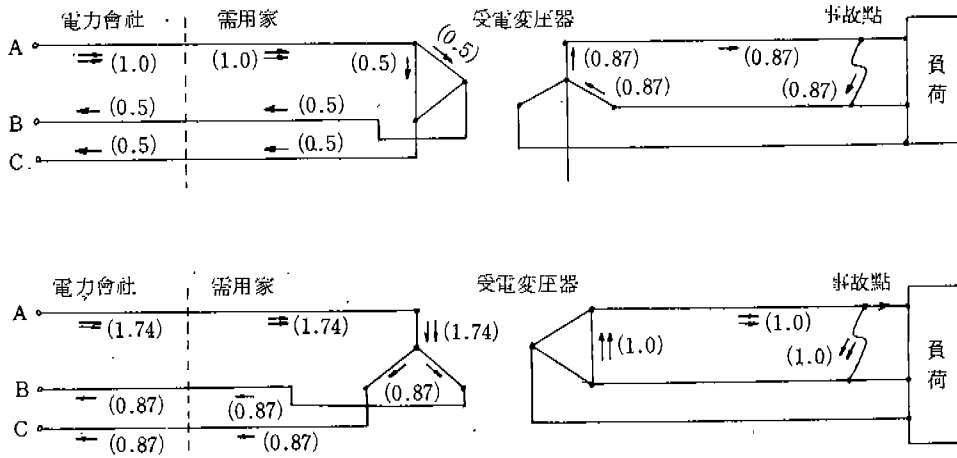 電力會社
需用家
受電変圧器
事故點
A
(1.0)
(1.0)
(0.5)
(0.5)
(0.87)
(0.87)
(0.87)
(0.87)
負荷
B
(0.5)
(0.5)
C
(0.5)
(0.5)
電力會社
需用家
受電変圧器
事故點
A
(1.74)
(1.74)
(1.74)
(1.0)
(1.0)
(1.0)
負荷
B
(0.87)
(0.87)
(0.87)
C
(0.87)
(0.87)